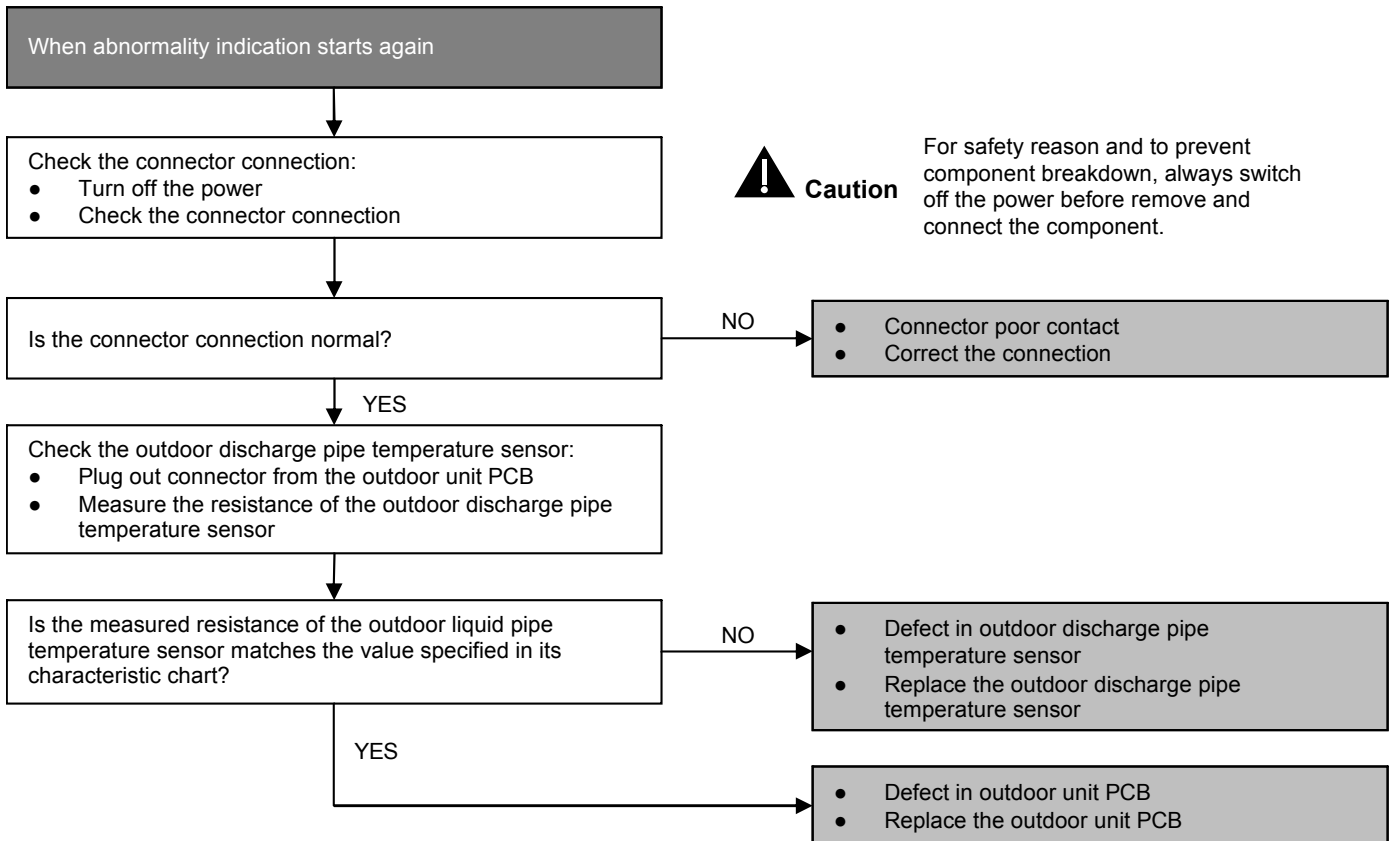 When abnormality indication starts again
Check the connector connection:
● Turn off the power
● Check the connector connection
Caution
For safety reason and to prevent
component breakdown, always switch
off the power before remove and
connect the component.
Is the connector connection normal?
NO
● Connector poor contact
● Correct the connection
YES
Check the outdoor discharge pipe temperature sensor:
● Plug out connector from the outdoor unit PCB
● Measure the resistance of the outdoor discharge pipe
temperature sensor
Is the measured resistance of the outdoor liquid pipe
temperature sensor matches the value specified in its
characteristic chart?
NO
● Defect in outdoor discharge pipe
temperature sensor
● Replace the outdoor discharge pipe
temperature sensor
YES
● Defect in outdoor unit PCB
● Replace the outdoor unit PCB